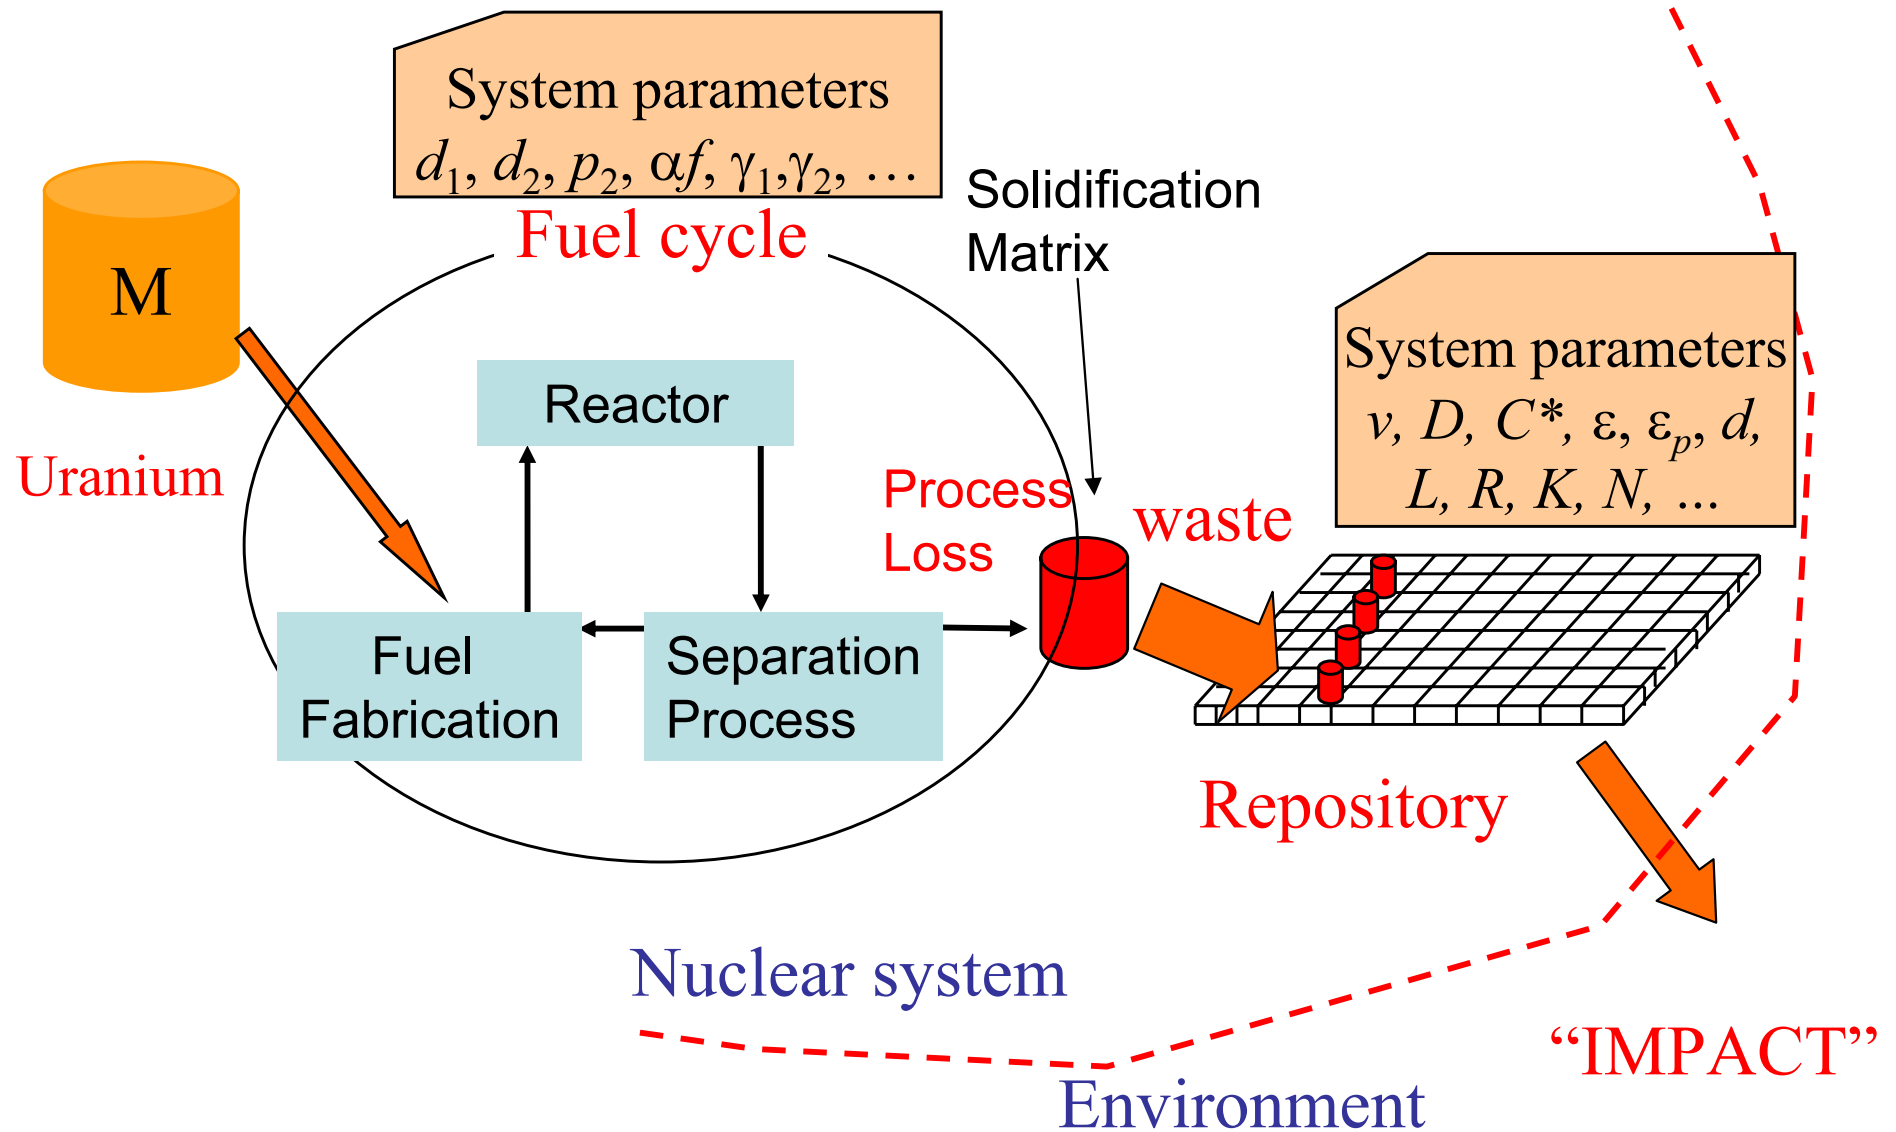 System parameters
d₁, d₂, p₂, αf, γ₁,γ₂, …
Fuel cycle
Solidification
Matrix
M
Uranium
Reactor
Process
Loss
waste
System parameters
v, D, C*, ε, εₚ, d,
L, R, K, N, …
Fuel
Fabrication
Separation
Process
Repository
Nuclear system
“IMPACT”
Environment